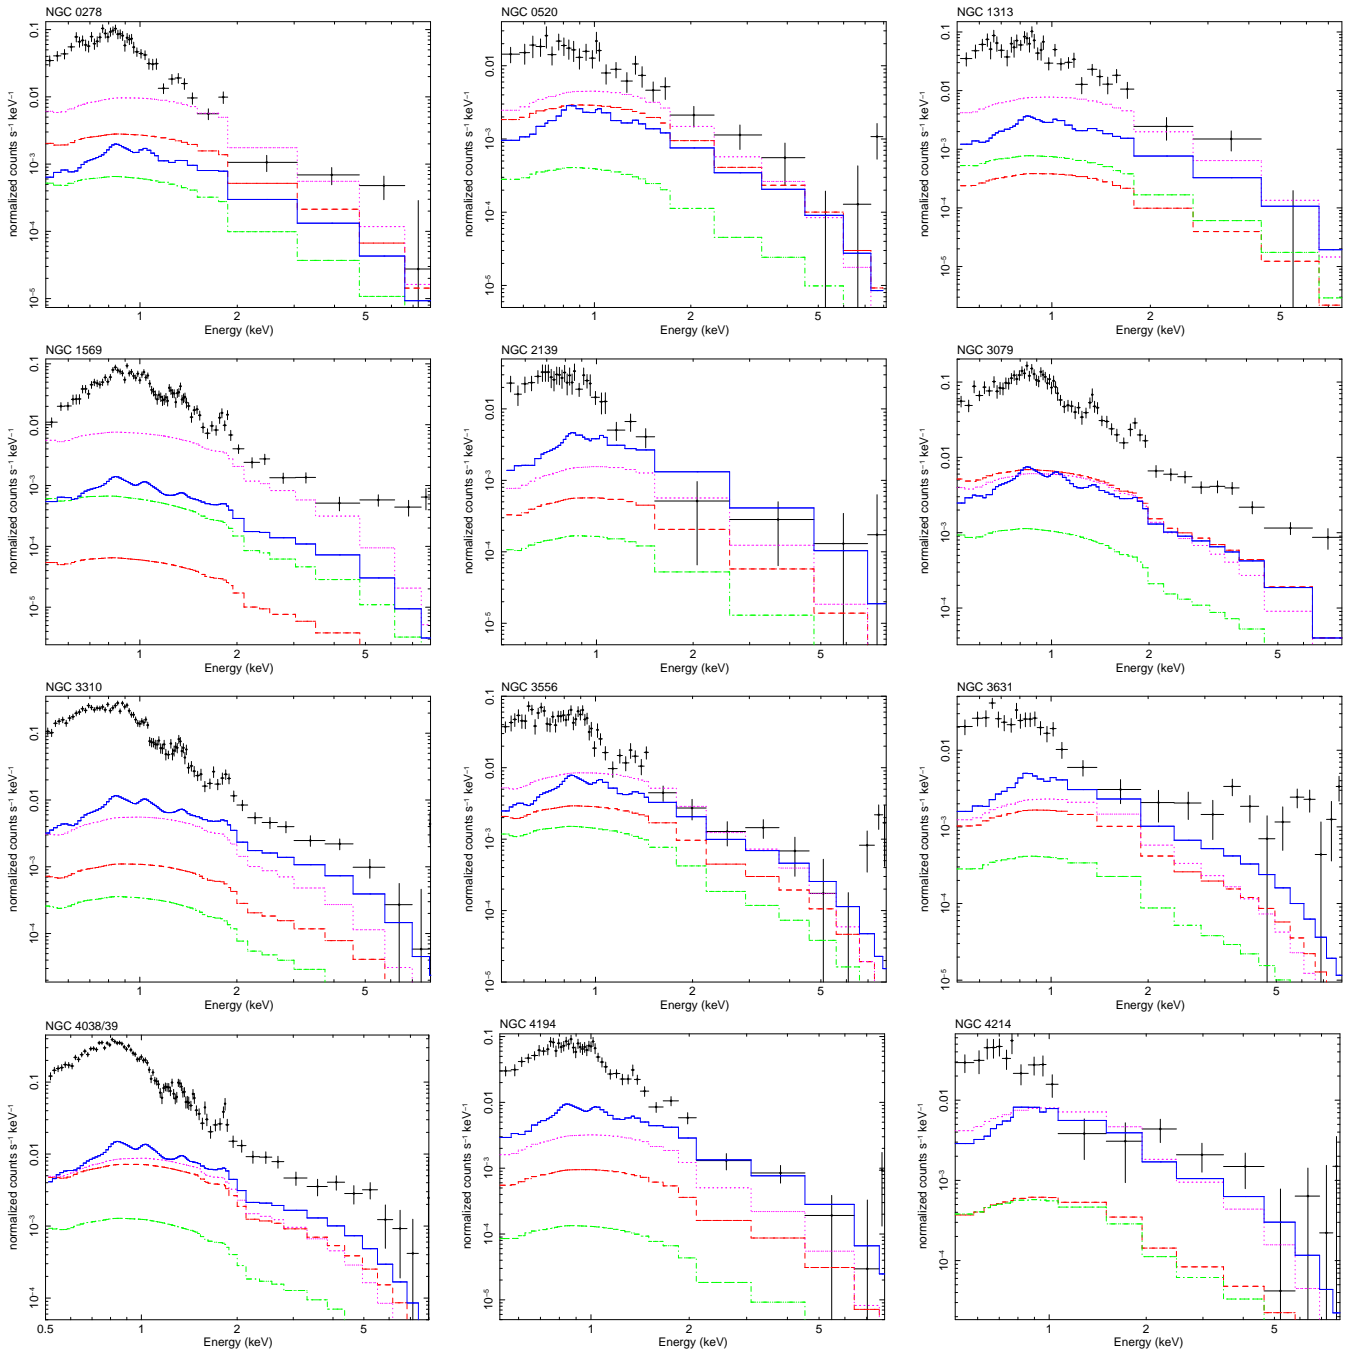 NGC 0278
normalized counts s⁻¹ keV⁻¹
0.1
0.01
10⁻³
10⁻⁴
10⁻⁵
1
2
5
Energy (keV)
NGC 0520
normalized counts s⁻¹ keV⁻¹
0.01
10⁻³
10⁻⁴
10⁻⁵
1
2
5
Energy (keV)
NGC 1313
normalized counts s⁻¹ keV⁻¹
0.1
0.01
10⁻³
10⁻⁴
10⁻⁵
1
2
5
Energy (keV)
NGC 1569
normalized counts s⁻¹ keV⁻¹
0.1
0.01
10⁻³
10⁻⁴
10⁻⁵
1
2
5
Energy (keV)
NGC 2139
normalized counts s⁻¹ keV⁻¹
0.01
10⁻³
10⁻⁴
10⁻⁵
1
2
5
Energy (keV)
NGC 3079
normalized counts s⁻¹ keV⁻¹
0.1
0.01
10⁻³
10⁻⁴
1
2
5
Energy (keV)
NGC 3310
normalized counts s⁻¹ keV⁻¹
0.1
0.01
10⁻³
10⁻⁴
1
2
5
Energy (keV)
NGC 3556
normalized counts s⁻¹ keV⁻¹
0.1
0.01
10⁻³
10⁻⁴
10⁻⁵
1
2
5
Energy (keV)
NGC 3631
normalized counts s⁻¹ keV⁻¹
0.01
10⁻³
10⁻⁴
10⁻⁵
1
2
5
Energy (keV)
NGC 4038/39
normalized counts s⁻¹ keV⁻¹
0.1
0.01
10⁻³
10⁻⁴
0.5
1
2
5
Energy (keV)
NGC 4194
normalized counts s⁻¹ keV⁻¹
0.1
0.01
10⁻³
10⁻⁴
10⁻⁵
1
2
5
Energy (keV)
NGC 4214
normalized counts s⁻¹ keV⁻¹
0.01
10⁻³
10⁻⁴
1
2
5
Energy (keV)